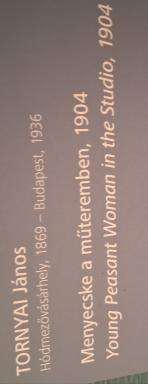 TORNYAI János
Hódmezővásárhely, 1869 – Budapest, 1936
Menyecske a műteremben, 1904
Young Peasant Woman in the Studio, 1904